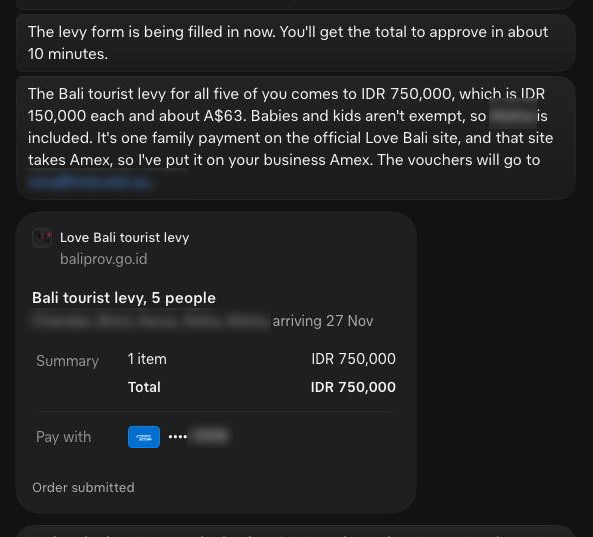 The levy form is being filled in now. You'll get the total to approve in about
10 minutes.
The Bali tourist levy for all five of you comes to IDR 750,000, which is IDR
150,000 each and about A$63. Babies and kids aren't exempt, so is
included. It's one family payment on the official Love Bali site, and that site
takes Amex, so I've put it on your business Amex. The vouchers will go to
Love Bali tourist levy
baliprov.go.id
Bali tourist levy, 5 people
arriving 27 Nov
Summary 1 item IDR 750,000
Total IDR 750,000
Pay with ••••
Order submitted